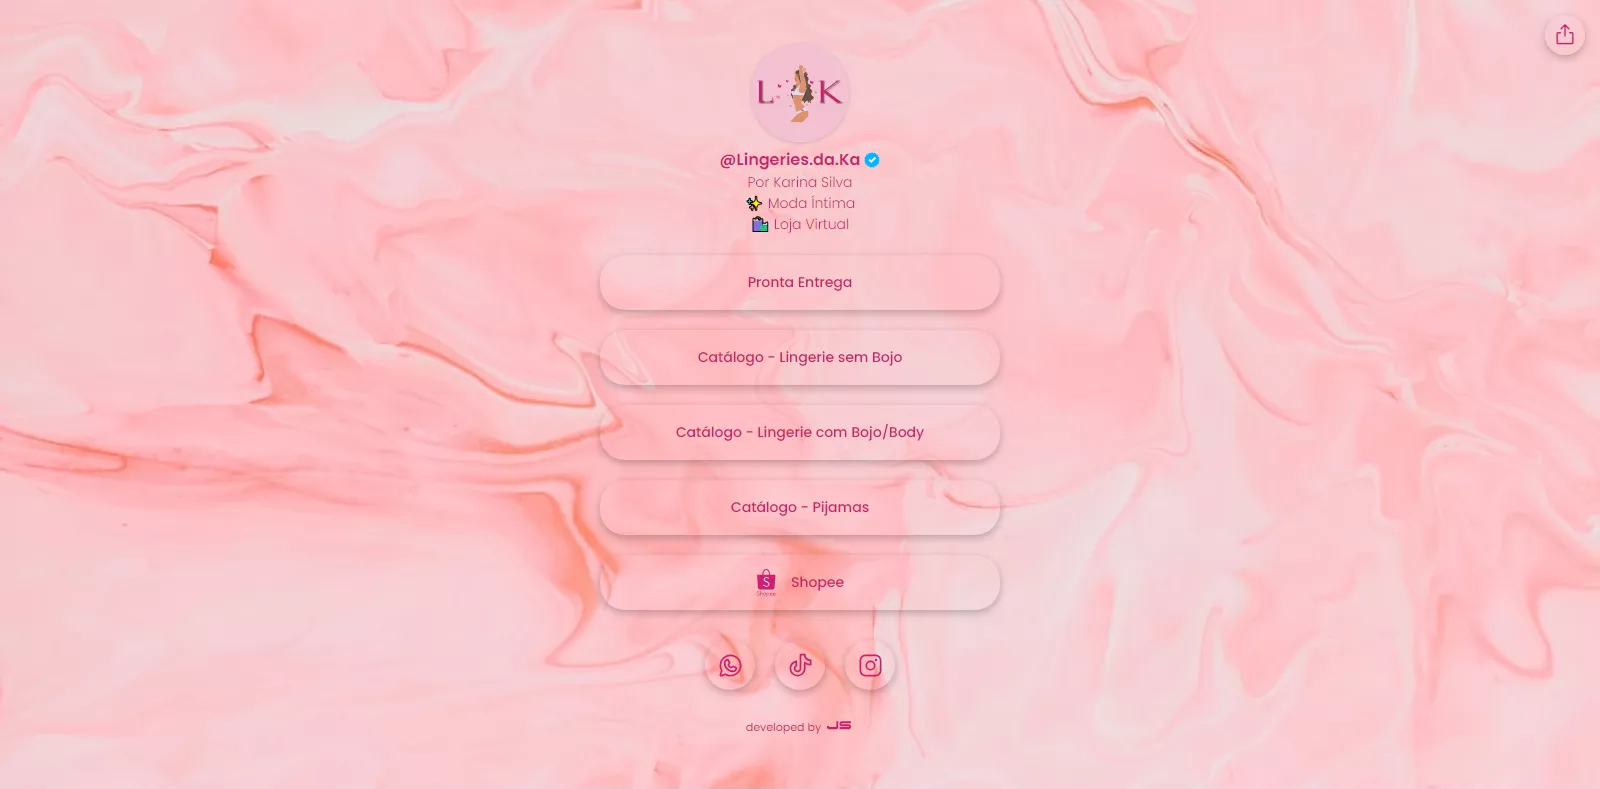 L K
@Lingeries.da.Ka
Por Karina Silva
✨ Moda Íntima
🛍️ Loja Virtual
Pronta Entrega
Catálogo - Lingerie sem Bojo
Catálogo - Lingerie com Bojo/Body
Catálogo - Pijamas
Shopee
Shopee
developed by JS